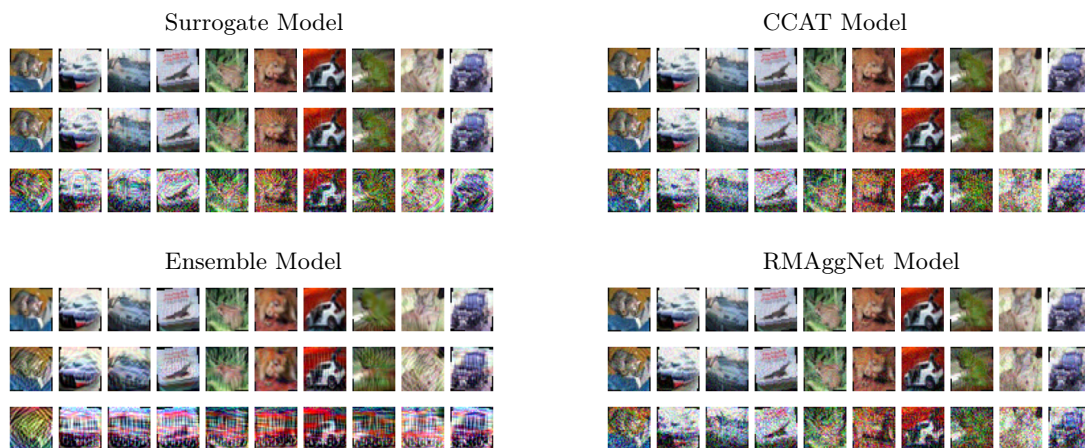 Surrogate Model
CCAT Model
Ensemble Model
RMAggNet Model